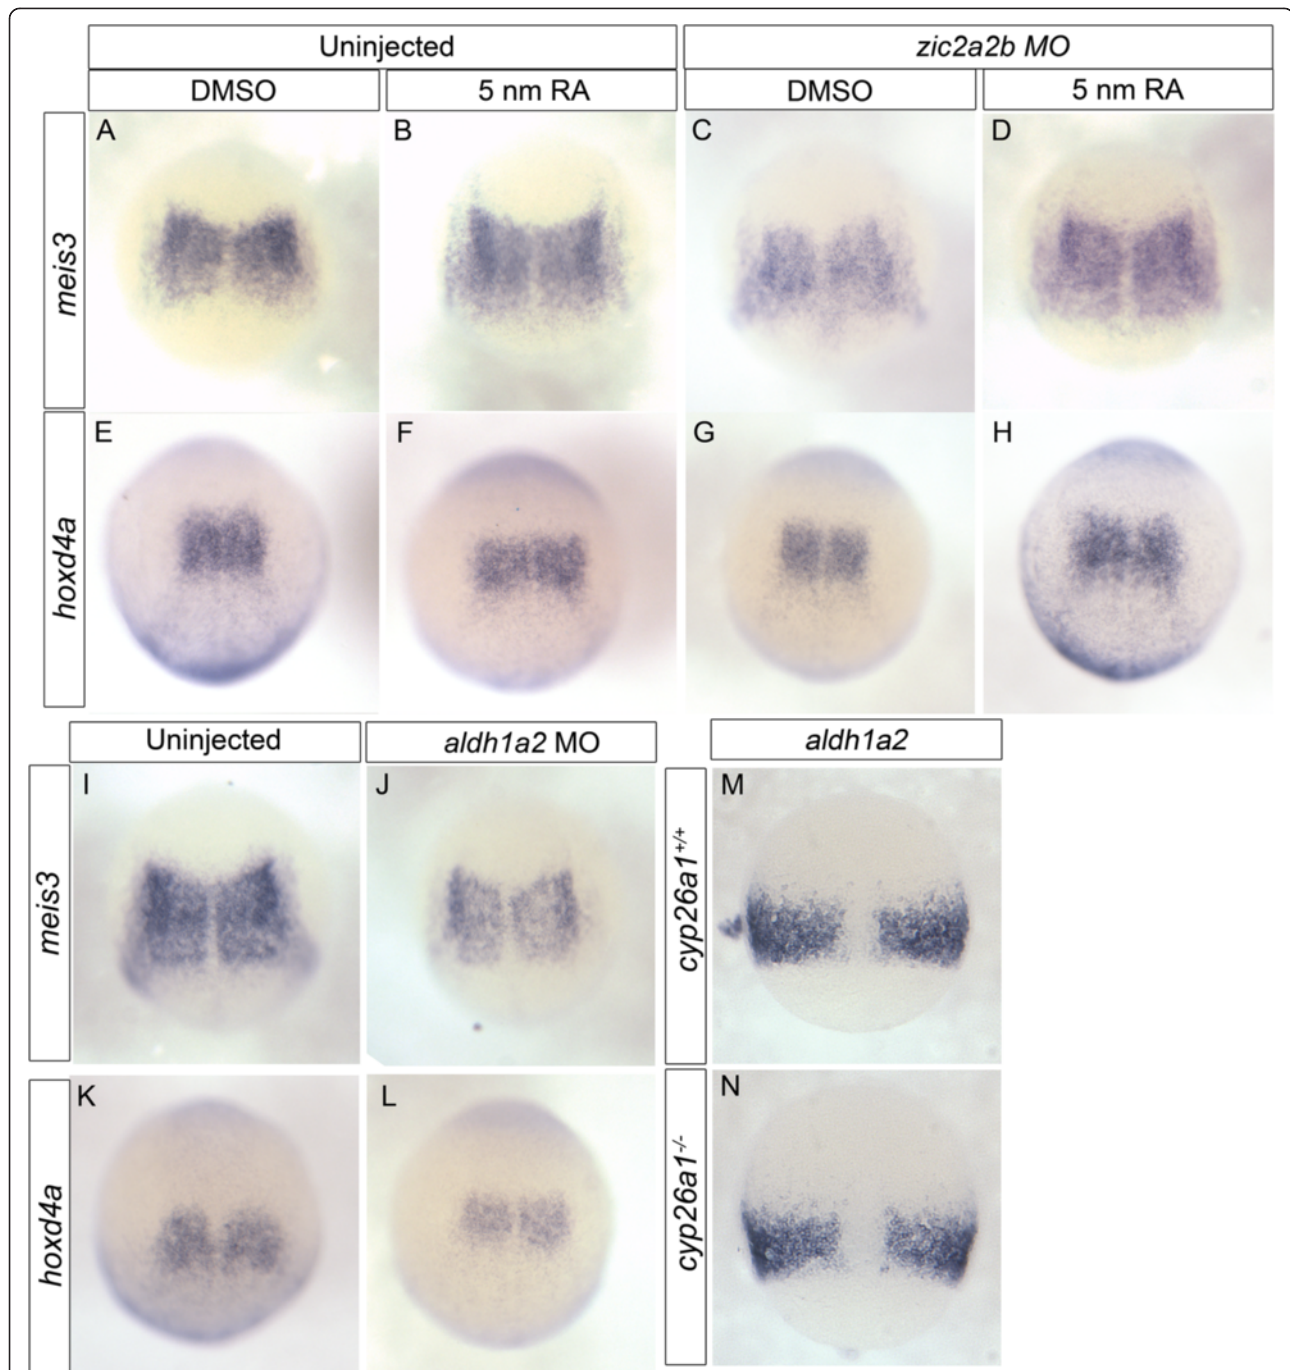 Uninjected
zic2a2b MO
DMSO
5 nm RA
DMSO
5 nm RA
meis3
A
B
C
D
hoxd4a
E
F
G
H
Uninjected
aldh1a2 MO
aldh1a2
meis3
I
J
cyp26a1+/+
M
hoxd4a
K
L
cyp26a1-/-
N